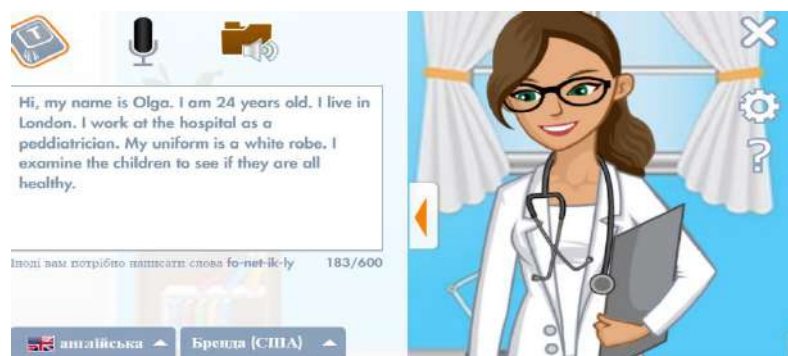 T
Hi, my name is Olga. I am 24 years old. I live in
London. I work at the hospital as a
peddiatrician. My uniform is a white robe. I
examine the children to see if they are all
healthy.
Іноді вам потрібно написати слова fo-net-ik-ly 183/600
англійська Бренда (США)
?